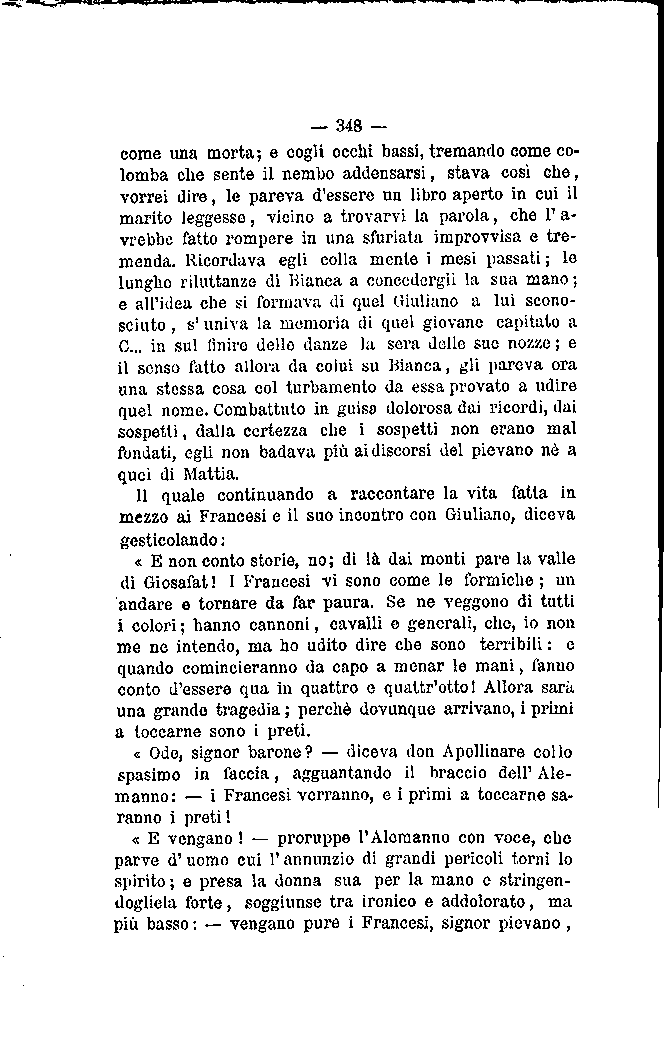 — 348 —
come una morta; e cogli occhi bassi, tremando come co-
lomba che sente il nembo addensarsi, stava così che,
vorrei dire, le pareva d'essere un libro aperto in cui il
marito leggesse, vicino a trovarvi la parola, che l'a-
vrebbe fatto rompere in una sfuriata improvvisa e tre-
menda. Ricordava egli colla mente i mesi passati; le
lunghe riluttanze di Bianca a concedergli la sua mano;
e all'idea che si formava di quel Giuliano a lui scono-
sciuto, s'univa la memoria di quel giovane capitato a
C... in sul finire delle danze la sera delle sue nozze; e
il senso fatto allora da colui su Bianca, gli pareva ora
una stessa cosa col turbamento da essa provato a udire
quel nome. Combattuto in guisa dolorosa dai ricordi, dai
sospetti, dalla certezza che i sospetti non erano mal
fondati, egli non badava più ai discorsi del pievano nè a
quei di Mattia.
Il quale continuando a raccontare la vita fatta in
mezzo ai Francesi e il suo incontro con Giuliano, diceva
gesticolando:
« E non conto storie, no; di là dai monti pare la valle
di Giosafat! I Francesi vi sono come le formiche; un
andare e tornare da far paura. Se ne veggono di tutti
i colori; hanno cannoni, cavalli e generali, che, io non
me ne intendo, ma ho udito dire che sono terribili: e
quando comincieranno da capo a menar le mani, fanno
conto d'essere qua in quattro e quattr'otto! Allora sarà
una grande tragedia; perchè dovunque arrivano, i primi
a toccarne sono i preti.
« Ode, signor barone? — diceva don Apollinare collo
spasimo in faccia, agguantando il braccio dell'Ale-
manno: — i Francesi verranno, e i primi a toccarne sa-
ranno i preti!
« E vengano! — proruppe l'Alemanno con voce, che
parve d'uomo cui l'annunzio di grandi pericoli torni lo
spirito; e presa la donna sua per la mano e stringen-
dogliela forte, soggiunse tra ironico e addolorato, ma
più basso: — vengano pure i Francesi, signor pievano,